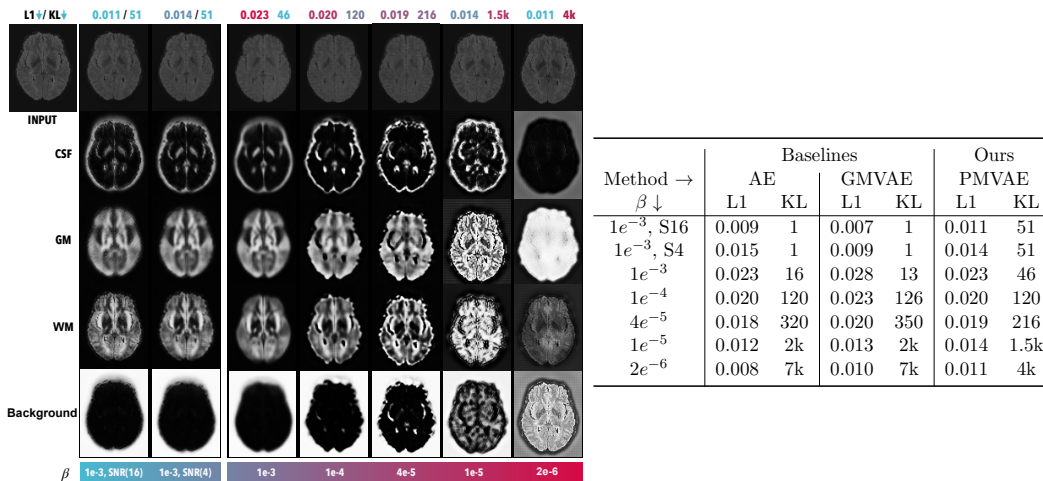 L1↓/ KL↓ 0.011 / 51 0.014 / 51 0.023 46 0.020 120 0.019 216 0.014 1.5k 0.011 4k
INPUT
CSF
GM
WM
Background
β 1e-3, SNR(16) 1e-3, SNR(4) 1e-3 1e-4 4e-5 1e-5 2e-6
Baselines Ours
Method → AE GMVAE PMVAE
β ↓ L1 KL L1 KL L1 KL
1e⁻³, S16 0.009 1 0.007 1 0.011 51
1e⁻³, S4 0.015 1 0.009 1 0.014 51
1e⁻³ 0.023 16 0.028 13 0.023 46
1e⁻⁴ 0.020 120 0.023 126 0.020 120
4e⁻⁵ 0.018 320 0.020 350 0.019 216
1e⁻⁵ 0.012 2k 0.013 2k 0.014 1.5k
2e⁻⁶ 0.008 7k 0.010 7k 0.011 4k